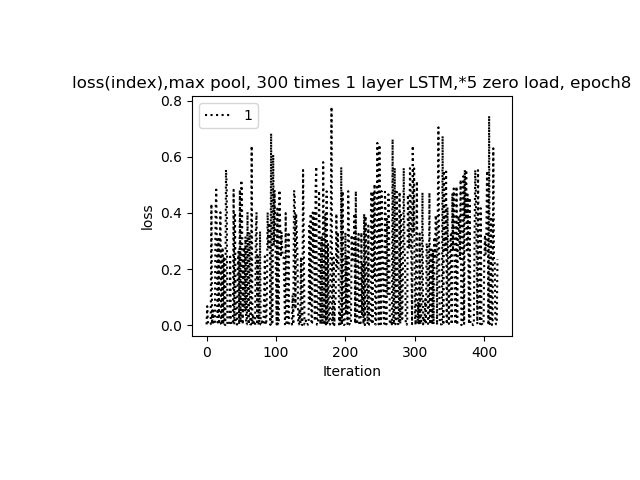 loss(index),max pool, 300 times 1 layer LSTM,*5 zero load, epoch8
1
0.8
0.6
0.4
0.2
0.0
loss
0 100 200 300 400
Iteration